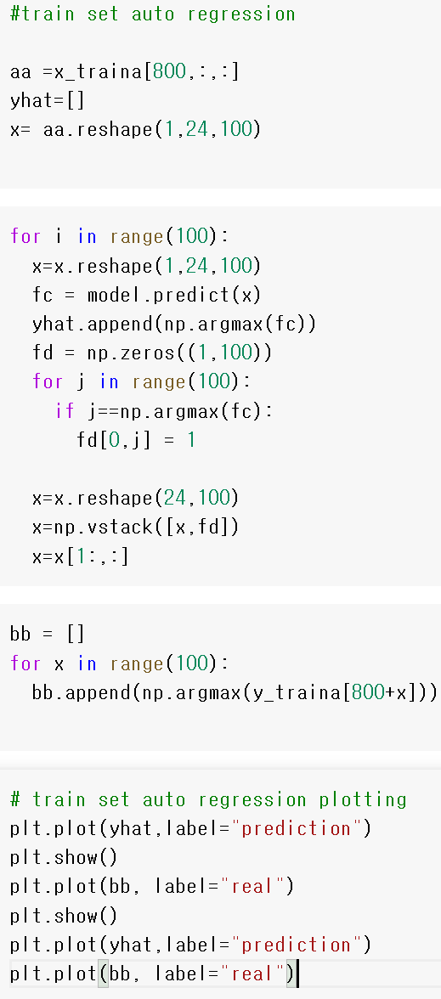 #train set auto regression
aa =x_traina[800,:,:]
yhat=[]
x= aa.reshape(1,24,100)
for i in range(100):
  x=x.reshape(1,24,100)
  fc = model.predict(x)
  yhat.append(np.argmax(fc))
  fd = np.zeros((1,100))
  for j in range(100):
    if j==np.argmax(fc):
      fd[0,j] = 1
  x=x.reshape(24,100)
  x=np.vstack([x,fd])
  x=x[1:,:]
bb = []
for x in range(100):
  bb.append(np.argmax(y_traina[800+x]))
# train set auto regression plotting
plt.plot(yhat,label="prediction")
plt.show()
plt.plot(bb, label="real")
plt.show()
plt.plot(yhat,label="prediction")
plt.plot(bb, label="real")